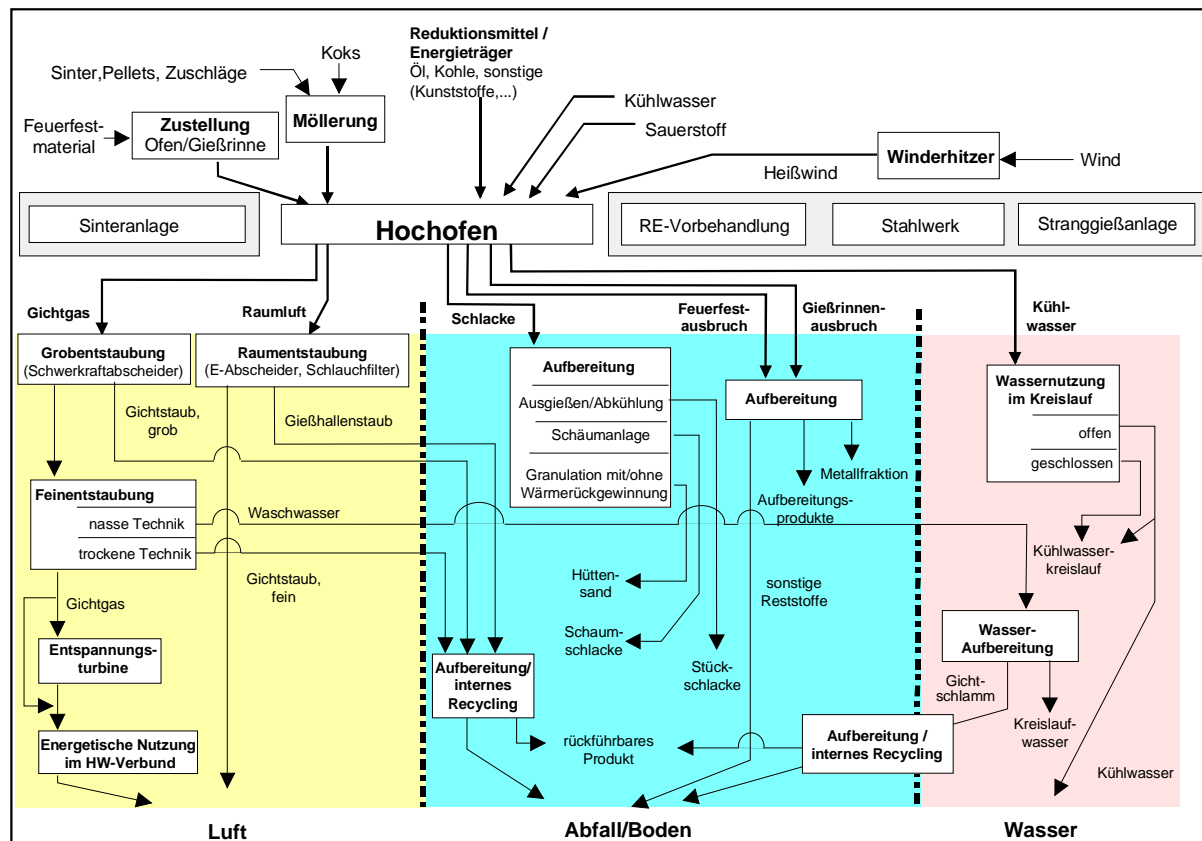 Reduktionsmittel /
Energieträger
Öl, Kohle, sonstige
(Kunststoffe,...)
Koks
Sinter,Pellets, Zuschläge
Möllerung
Feuerfest-
material
Zustellung
Ofen/Gießrinne
Kühlwasser
Sauerstoff
Winderhitzer
Wind
Heißwind
Sinteranlage
Hochofen
RE-Vorbehandlung
Stahlwerk
Stranggießanlage
Gichtgas
Raumluft
Schlacke
Feuerfest-
ausbruch
Gießrinnen-
ausbruch
Kühl-
wasser
Grobentstaubung
(Schwerkraftabscheider)
Raumentstaubung
(E-Abscheider, Schlauchfilter)
Aufbereitung
Ausgießen/Abkühlung
Schäumanlage
Granulation mit/ohne
Wärmerückgewinnung
Aufbereitung
Wassernutzung
im Kreislauf
offen
geschlossen
Gichtstaub,
grob
Gießhallenstaub
Metallfraktion
Aufbereitungs-
produkte
Feinentstaubung
nasse Technik
trockene Technik
Waschwasser
Kühlwasser-
kreislauf
Gichtstaub,
fein
Hütten-
sand
sonstige
Reststoffe
Gichtgas
Entspannungs-
turbine
Schaum-
schlacke
Stück-
schlacke
Wasser-
Aufbereitung
Aufbereitung/
internes
Recycling
Gicht-
schlamm
Kreislauf-
wasser
Energetische Nutzung
im HW-Verbund
rückführbares
Produkt
Aufbereitung /
internes Recycling
Kühlwasser
Luft
Abfall/Boden
Wasser